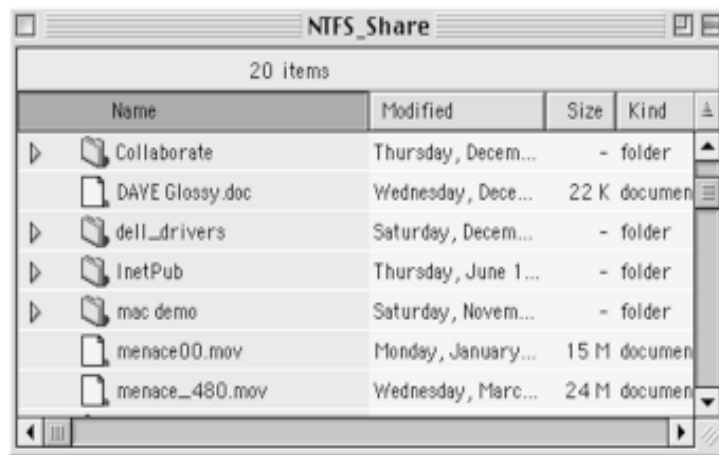 NTFS_Share
20 items
Name Modified Size Kind
Collaborate Thursday, Decem... - folder
DAVE Glossy.doc Wednesday, Dece... 22 K documen
dell_drivers Saturday, Decem... - folder
InetPub Thursday, June 1... - folder
mac demo Saturday, Novem... - folder
menace00.mov Monday, January... 15 M documen
menace_480.mov Wednesday, Marc... 24 M documen